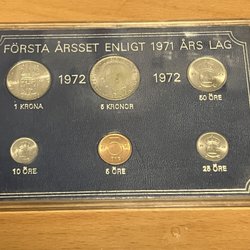 FÖRSTA ÅRSSET ENLIGT 1971 ÅRS LAG
1972 1972
1 KRONA 5 KRONOR 50 ÖRE
10 ÖRE 5 ÖRE 25 ÖRE